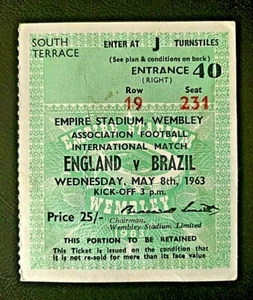 SOUTH TERRACE ENTER AT J TURNSTILES
(See plan & conditions on back)
ENTRANCE 40
(RIGHT)
Row Seat
19 231
EMPIRE STADIUM, WEMBLEY
ASSOCIATION FOOTBALL
INTERNATIONAL MATCH
ENGLAND v BRAZIL
WEDNESDAY, MAY 8th, 1963
KICK-OFF 3 p.m.
WEMBLEY
Price 25/-
Chairman,
Wembley Stadium Limited
THIS PORTION TO BE RETAINED
This Ticket is issued on the condition that
it is not re-sold for more than its face value